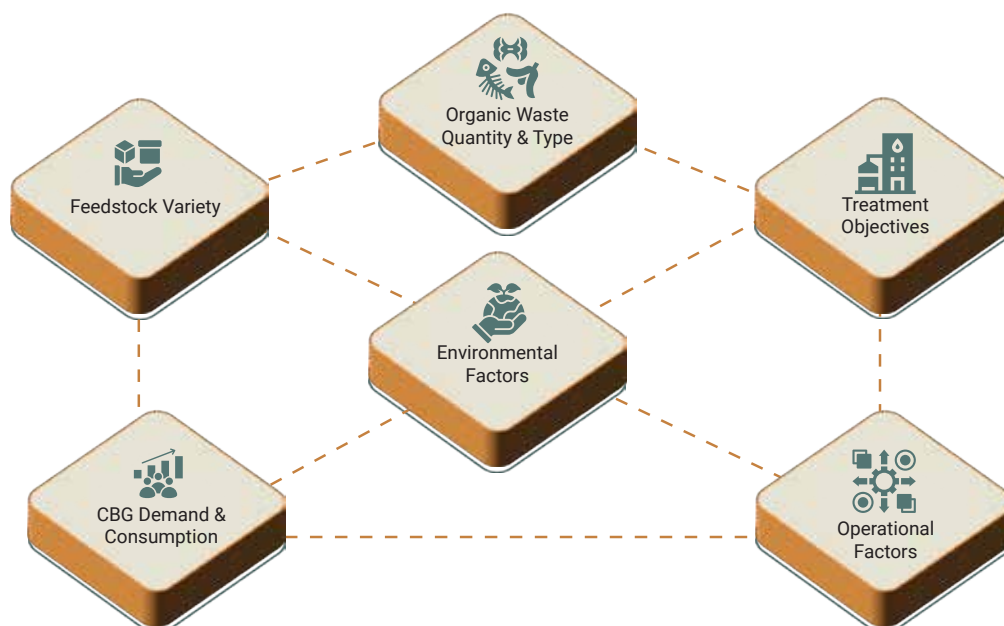 Organic Waste
Quantity & Type
Feedstock Variety
Treatment
Objectives
Environmental
Factors
CBG Demand &
Consumption
Operational
Factors